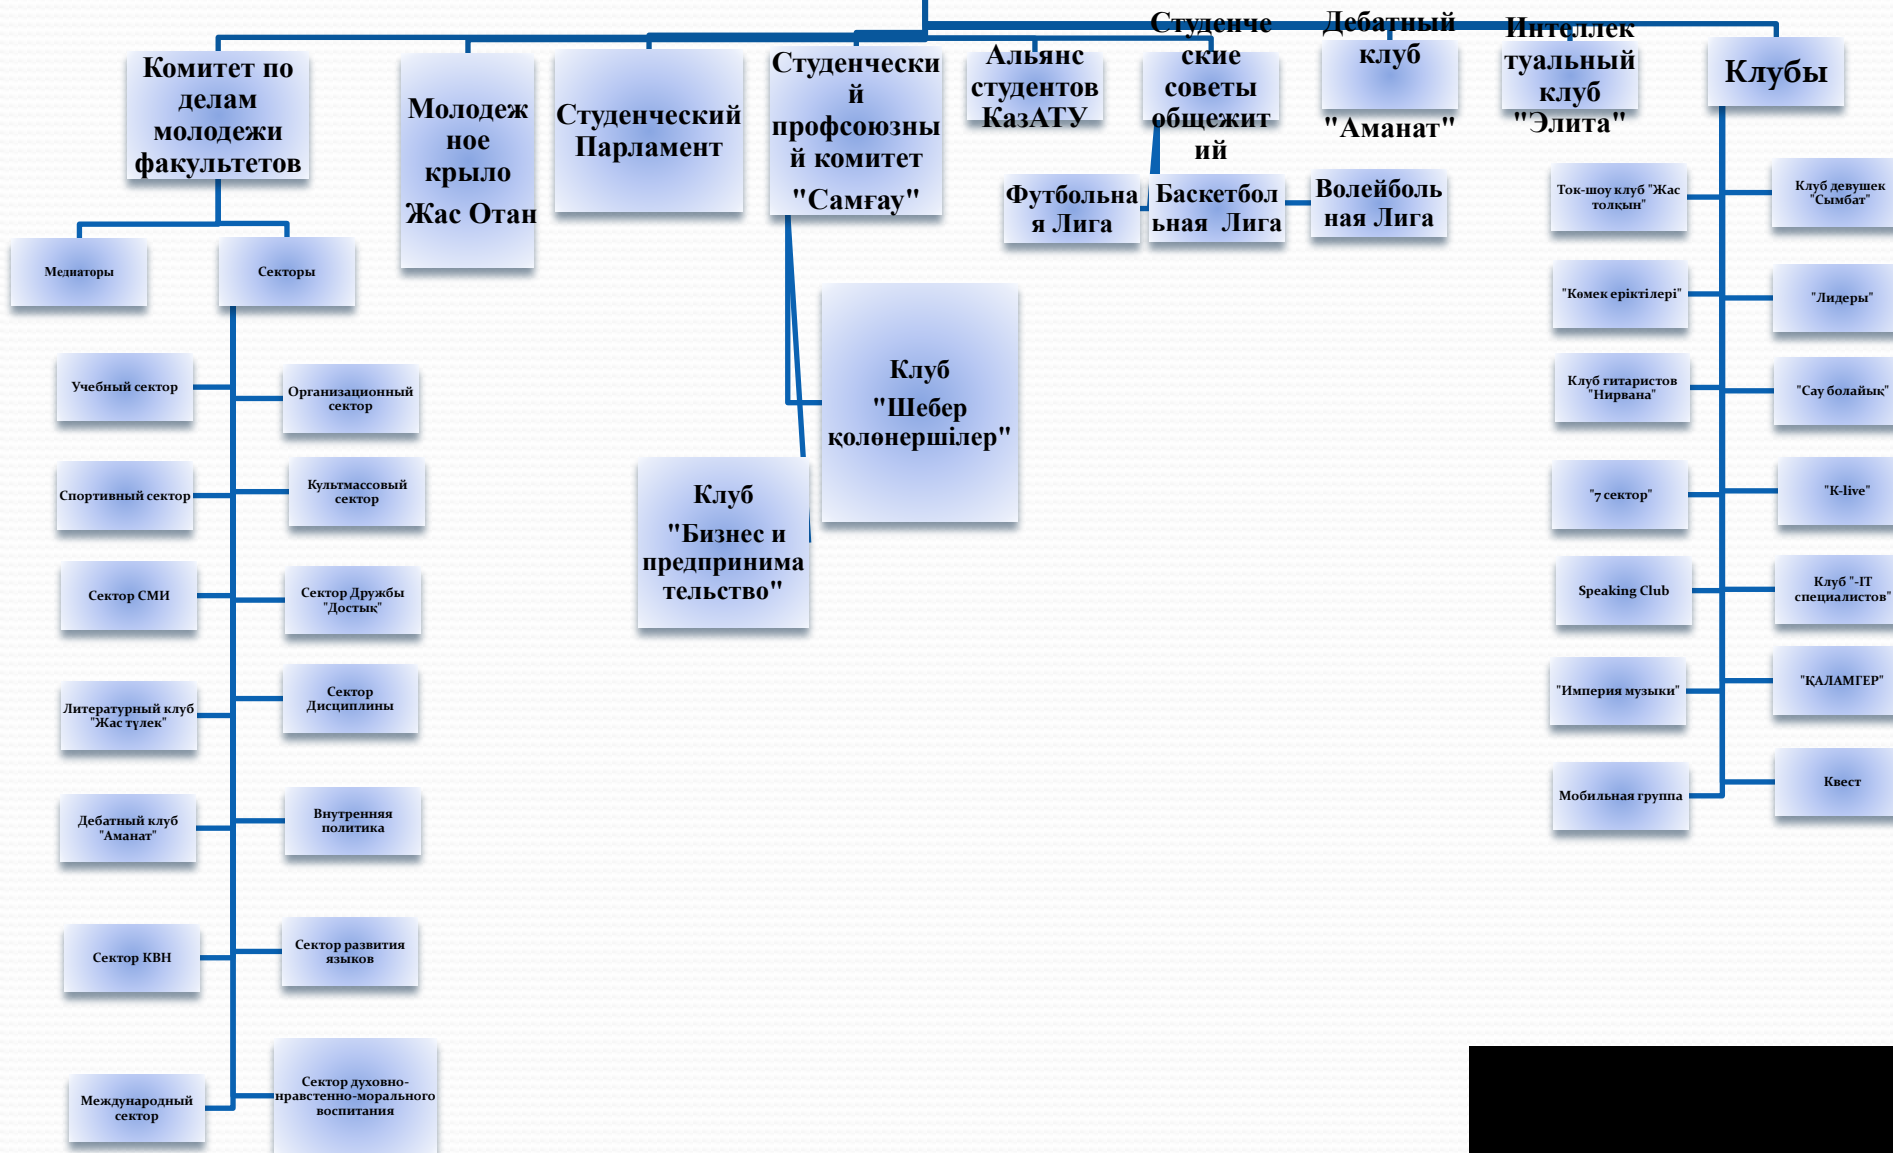 Комитет по
делам
молодежи
факультетов
Молодеж
ное
крыло
Жас Отан
Студенческий
Парламент
Студенчески
й
профсоюзны
й комитет
"Самғау"
Альянс
студентов
КазАТУ
Студенче
ские
советы
общежит
ий
Дебатный
клуб
"Аманат"
Интеллек
туальный
клуб
"Элита"
Клубы
Медиаторы
Секторы
Учебный сектор
Организационный
сектор
Спортивный сектор
Культмассовый
сектор
Сектор СМИ
Сектор Дружбы
"Достық"
Литературный клуб
"Жас түлек"
Сектор
Дисциплины
Дебатный клуб
"Аманат"
Внутренняя
политика
Сектор КВН
Сектор развития
языков
Международный
сектор
Сектор духовно-
нравстенно-морального
воспитания
Клуб
"Шебер
қолөнершілер"
Клуб
"Бизнес и
предпринима
тельство"
Футбольна
я Лига
Баскетбол
ьная Лига
Волейболь
ная Лига
Ток-шоу клуб "Жас
толқын"
Клуб девушек
"Сымбат"
"Көмек еріктілері"
"Лидеры"
Клуб гитаристов
"Нирвана"
"Сау болайық"
"7 сектор"
"K-live"
Speaking Club
Клуб "-IT
специалистов"
"Империя музыки"
"ҚАЛАМГЕР"
Мобильная группа
Квест